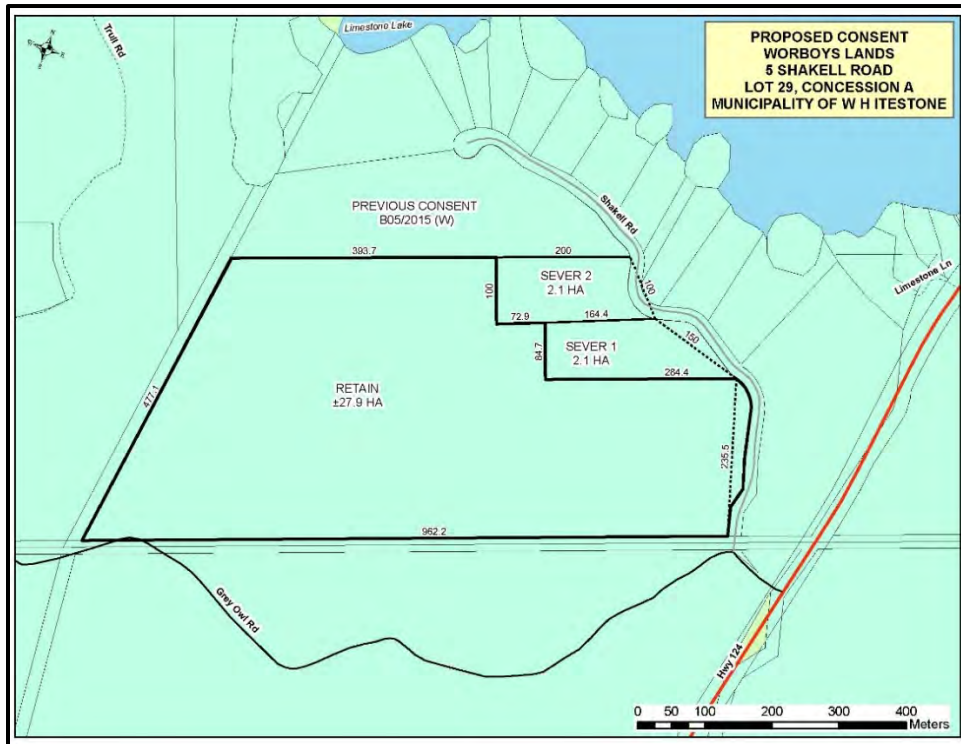 Trull Rd
Limestone Lake
PROPOSED CONSENT
WORBOYS LANDS
5 SHAKELL ROAD
LOT 29, CONCESSION A
MUNICIPALITY OF W H ITESTONE
PREVIOUS CONSENT
B05/2015 (W)
Shakell Rd
393.7
200
SEVER 2
2.1 HA
100
100
Limestone Ln
72.9
164.4
150
SEVER 1
2.1 HA
84.7
284.4
477.1
RETAIN
±27.9 HA
235.5
962.2
Grey Owl Rd
Hwy 124
0 50 100 200 300 400
Meters